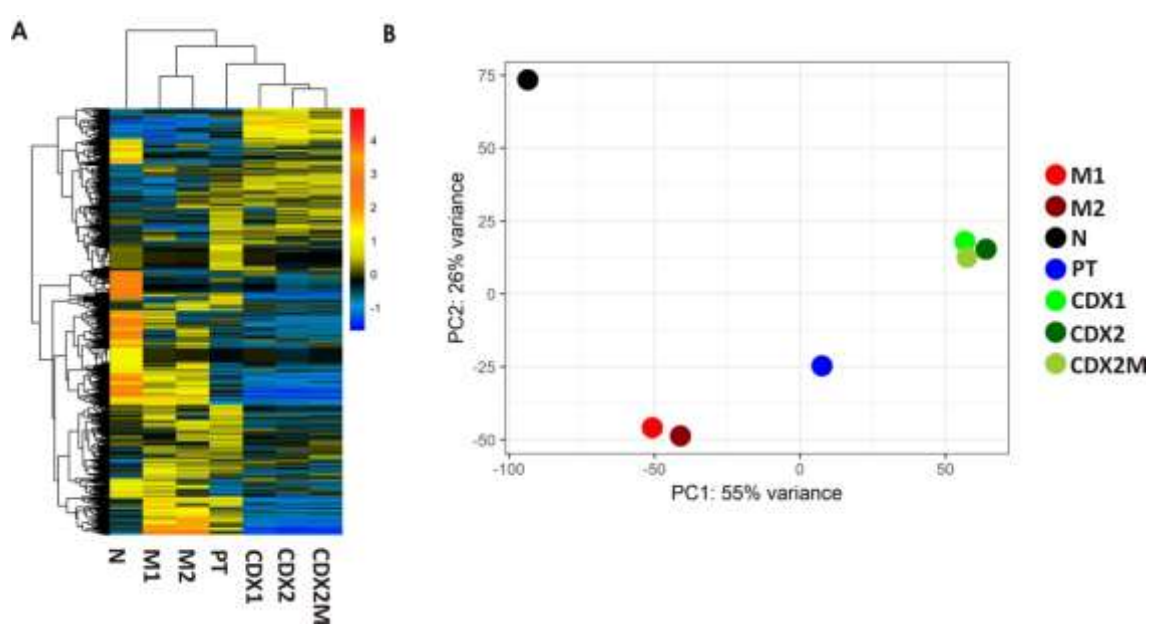 A
B
4
3
2
1
0
-1
N
M1
M2
PT
CDX1
CDX2
CDX2M
75
50
25
0
-25
-50
PC2: 26% variance
-100
-50
0
50
PC1: 55% variance
M1
M2
N
PT
CDX1
CDX2
CDX2M